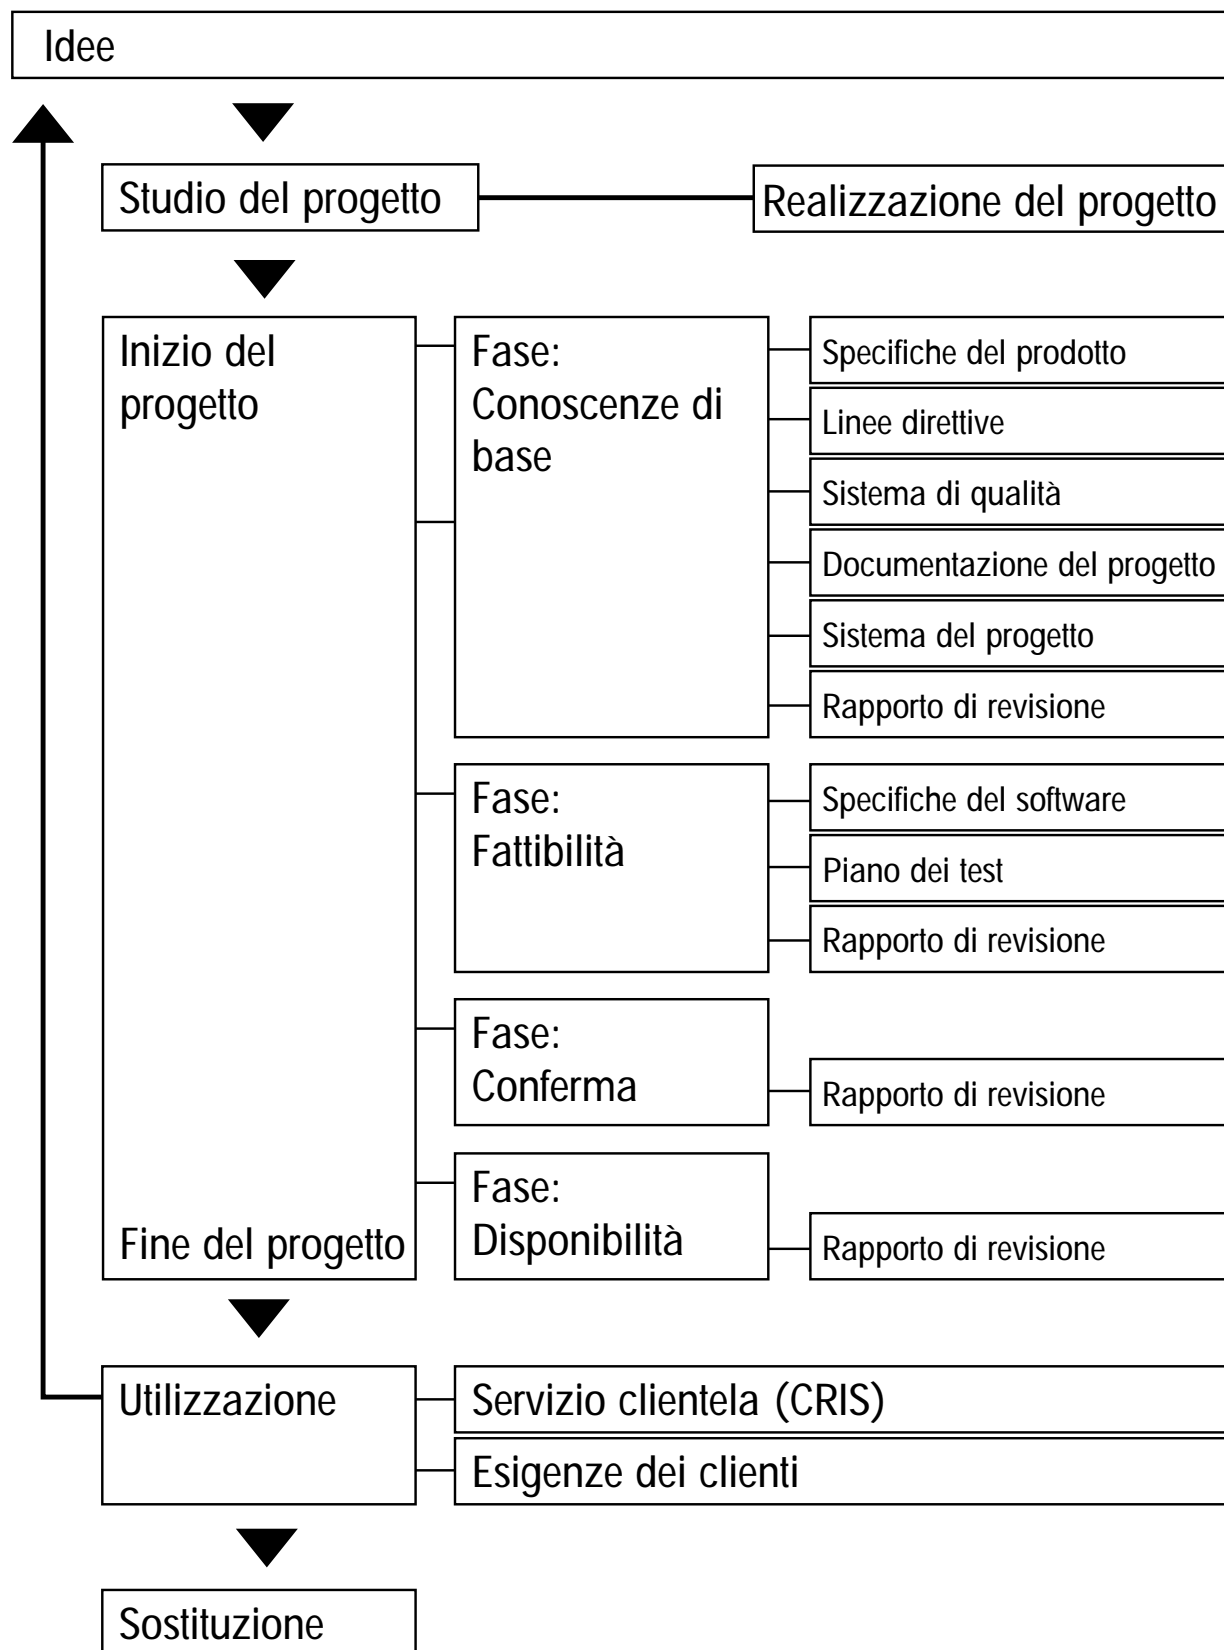 Idee
Studio del progetto
Realizzazione del progetto
Inizio del
progetto
Fase:
Conoscenze di
base
Specifiche del prodotto
Linee direttive
Sistema di qualità
Documentazione del progetto
Sistema del progetto
Rapporto di revisione
Fase:
Fattibilità
Specifiche del software
Piano dei test
Rapporto di revisione
Fase:
Conferma
Rapporto di revisione
Fase:
Disponibilità
Rapporto di revisione
Fine del progetto
Utilizzazione
Servizio clientela (CRIS)
Esigenze dei clienti
Sostituzione